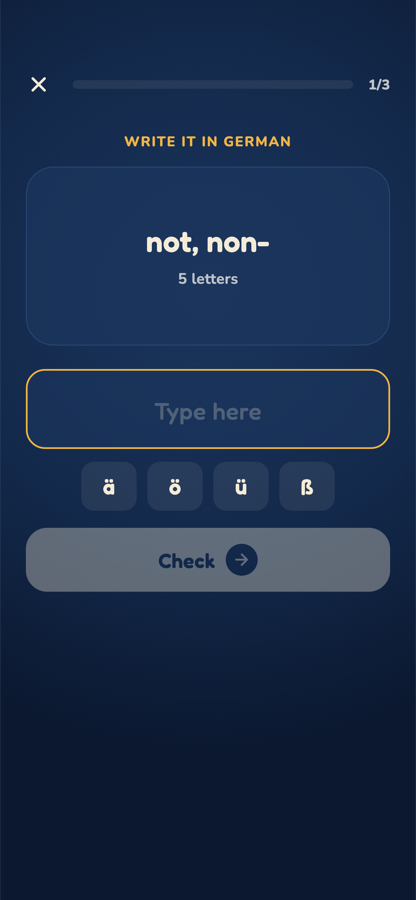 1/3
WRITE IT IN GERMAN
not, non-
5 letters
Type here
ä ö ü ß
Check